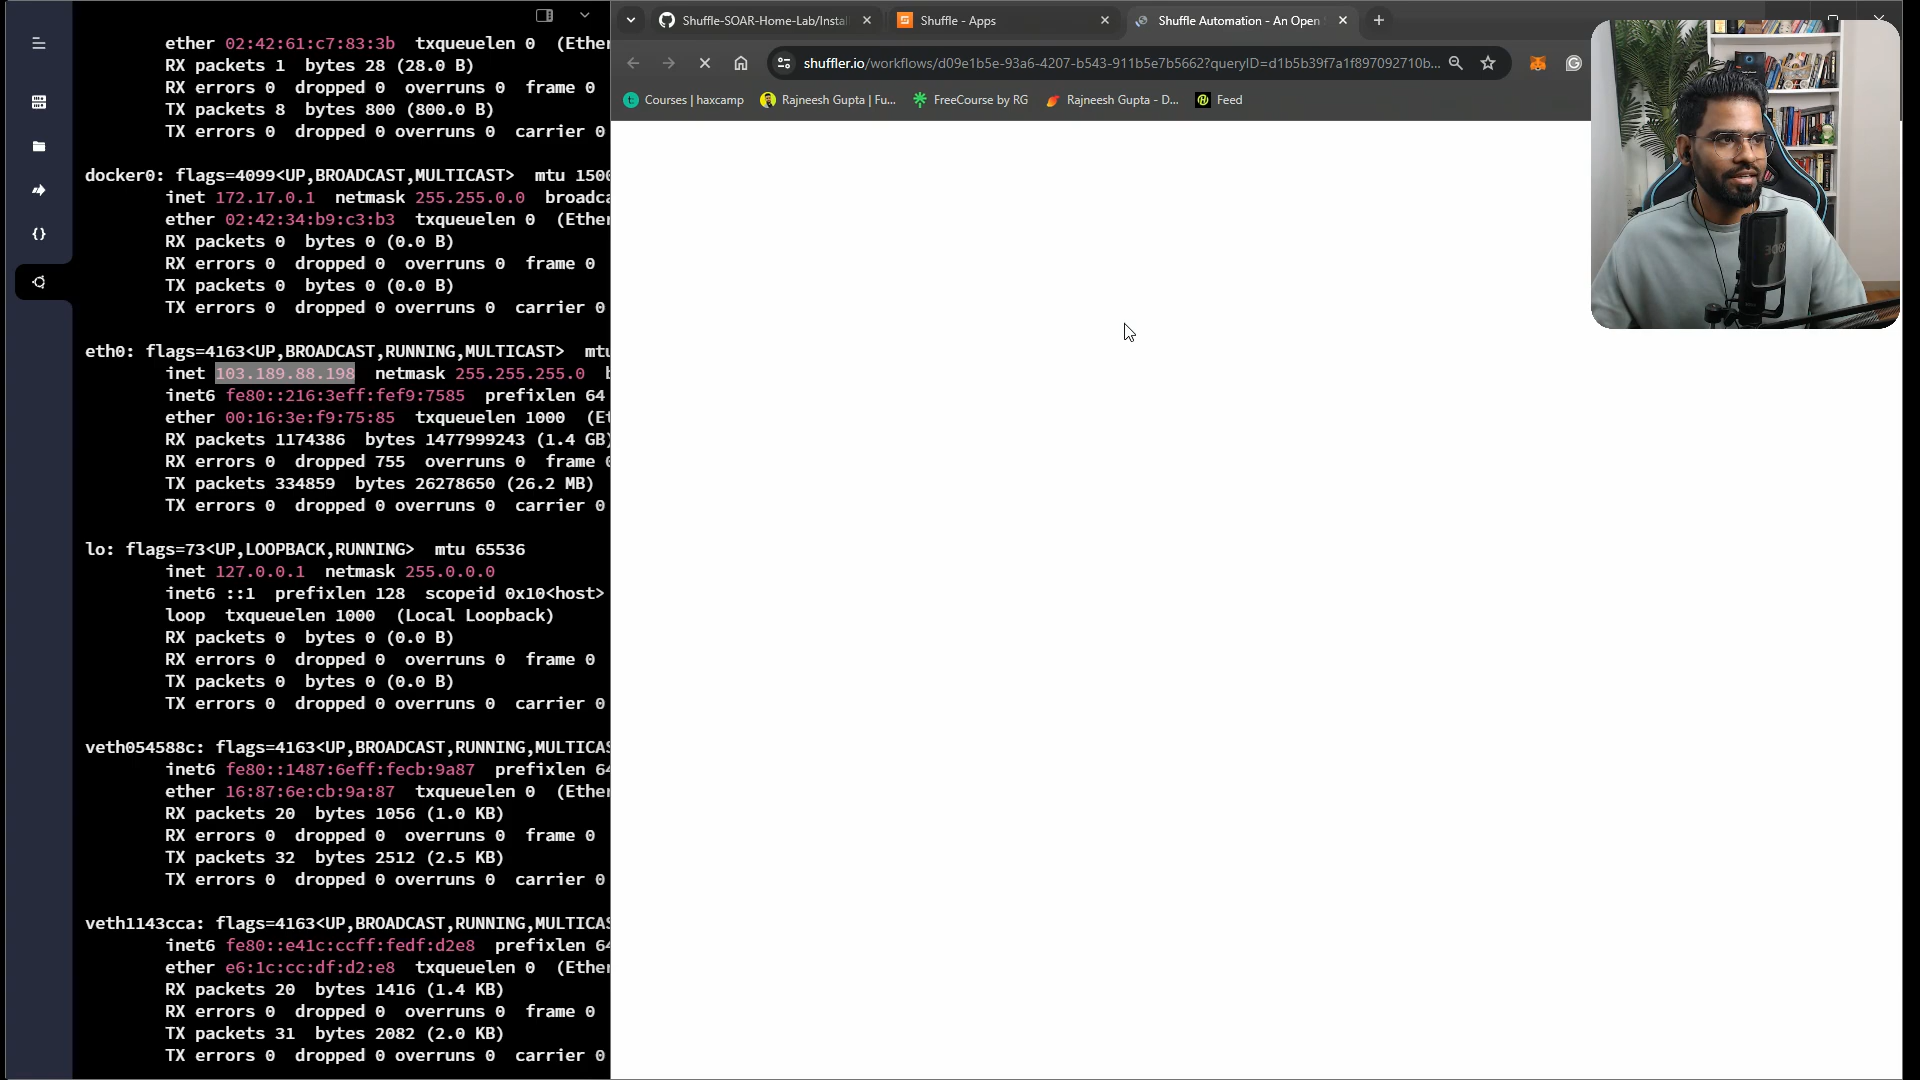 ether 02:42:61:c7:83:3b txqueuelen 0 (Ether
RX packets 1 bytes 28 (28.0 B)
RX errors 0 dropped 0 overruns 0 frame 0
TX packets 8 bytes 800 (800.0 B)
TX errors 0 dropped 0 overruns 0 carrier 0
docker0: flags=4099<UP,BROADCAST,MULTICAST> mtu 1500
inet 172.17.0.1 netmask 255.255.0.0 broadca
ether 02:42:34:b9:c3:b3 txqueuelen 0 (Ether
RX packets 0 bytes 0 (0.0 B)
RX errors 0 dropped 0 overruns 0 frame 0
TX packets 0 bytes 0 (0.0 B)
TX errors 0 dropped 0 overruns 0 carrier 0
eth0: flags=4163<UP,BROADCAST,RUNNING,MULTICAST> mtu
inet 103.189.88.198 netmask 255.255.255.0 b
inet6 fe80::216:3eff:fef9:7585 prefixlen 64
ether 00:16:3e:f9:75:85 txqueuelen 1000 (Et
RX packets 1174386 bytes 1477999243 (1.4 GB)
RX errors 0 dropped 755 overruns 0 frame 0
TX packets 334859 bytes 26278650 (26.2 MB)
TX errors 0 dropped 0 overruns 0 carrier 0
lo: flags=73<UP,LOOPBACK,RUNNING> mtu 65536
inet 127.0.0.1 netmask 255.0.0.0
inet6 ::1 prefixlen 128 scopeid 0x10<host>
loop txqueuelen 1000 (Local Loopback)
RX packets 0 bytes 0 (0.0 B)
RX errors 0 dropped 0 overruns 0 frame 0
TX packets 0 bytes 0 (0.0 B)
TX errors 0 dropped 0 overruns 0 carrier 0
veth054588c: flags=4163<UP,BROADCAST,RUNNING,MULTICAS
inet6 fe80::1487:6eff:fecb:9a87 prefixlen 64
ether 16:87:6e:cb:9a:87 txqueuelen 0 (Ether
RX packets 20 bytes 1056 (1.0 KB)
RX errors 0 dropped 0 overruns 0 frame 0
TX packets 32 bytes 2512 (2.5 KB)
TX errors 0 dropped 0 overruns 0 carrier 0
veth1143cca: flags=4163<UP,BROADCAST,RUNNING,MULTICAS
inet6 fe80::e41c:ccff:fedf:d2e8 prefixlen 64
ether e6:1c:cc:df:d2:e8 txqueuelen 0 (Ether
RX packets 20 bytes 1416 (1.4 KB)
RX errors 0 dropped 0 overruns 0 frame 0
TX packets 31 bytes 2082 (2.0 KB)
TX errors 0 dropped 0 overruns 0 carrier 0
Shuffle-SOAR-Home-Lab/Instal
Shuffle - Apps
Shuffle Automation - An Open
shuffler.io/workflows/d09e1b5e-93a6-4207-b543-911b5e7b5662?queryID=d1b5b39f7a1f897092710b...
Courses | haxcamp
Rajneesh Gupta | Fu...
FreeCourse by RG
Rajneesh Gupta - D...
Feed